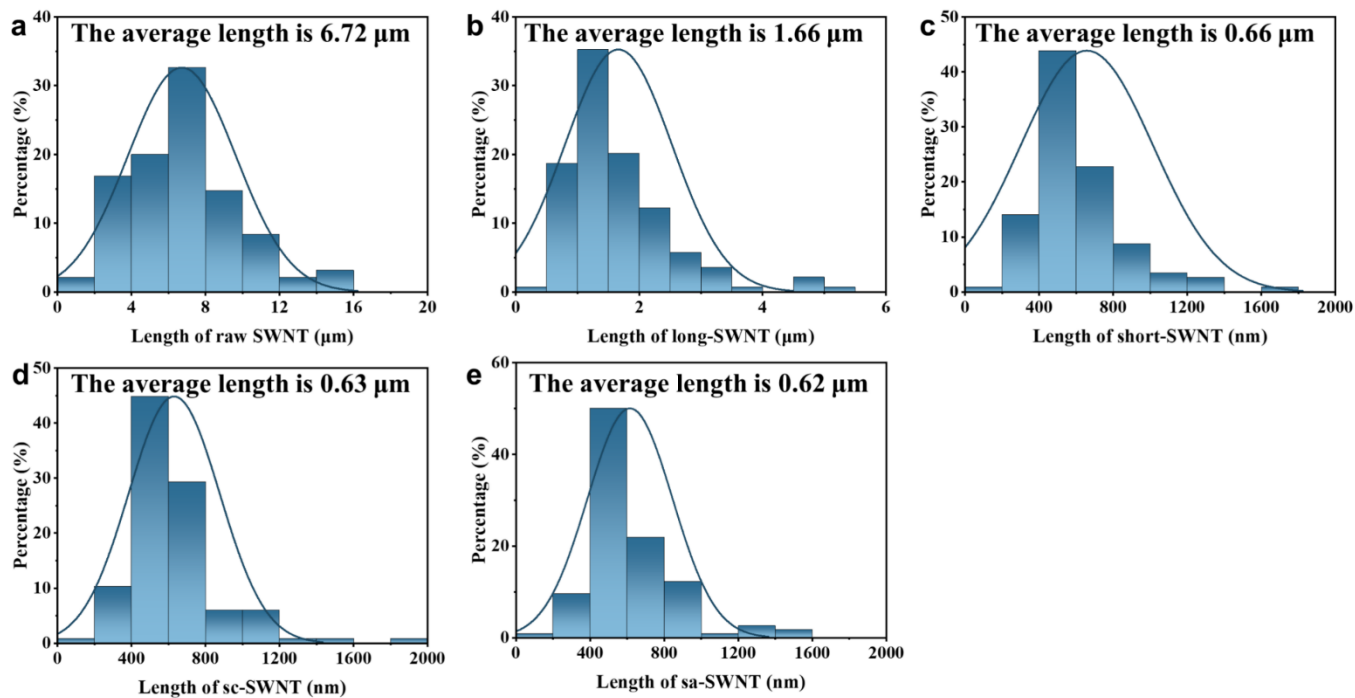 a
The average length is 6.72 μm
Percentage (%)
40
30
20
10
0
0 4 8 12 16 20
Length of raw SWNT (μm)
b
The average length is 1.66 μm
Percentage (%)
40
30
20
10
0
0 2 4 6
Length of long-SWNT (μm)
c
The average length is 0.66 μm
Percentage (%)
50
40
30
20
10
0
0 400 800 1200 1600 2000
Length of short-SWNT (nm)
d
The average length is 0.63 μm
Percentage (%)
50
40
30
20
10
0
0 400 800 1200 1600 2000
Length of sc-SWNT (nm)
e
The average length is 0.62 μm
Percentage (%)
60
40
20
0
0 400 800 1200 1600 2000
Length of sa-SWNT (nm)